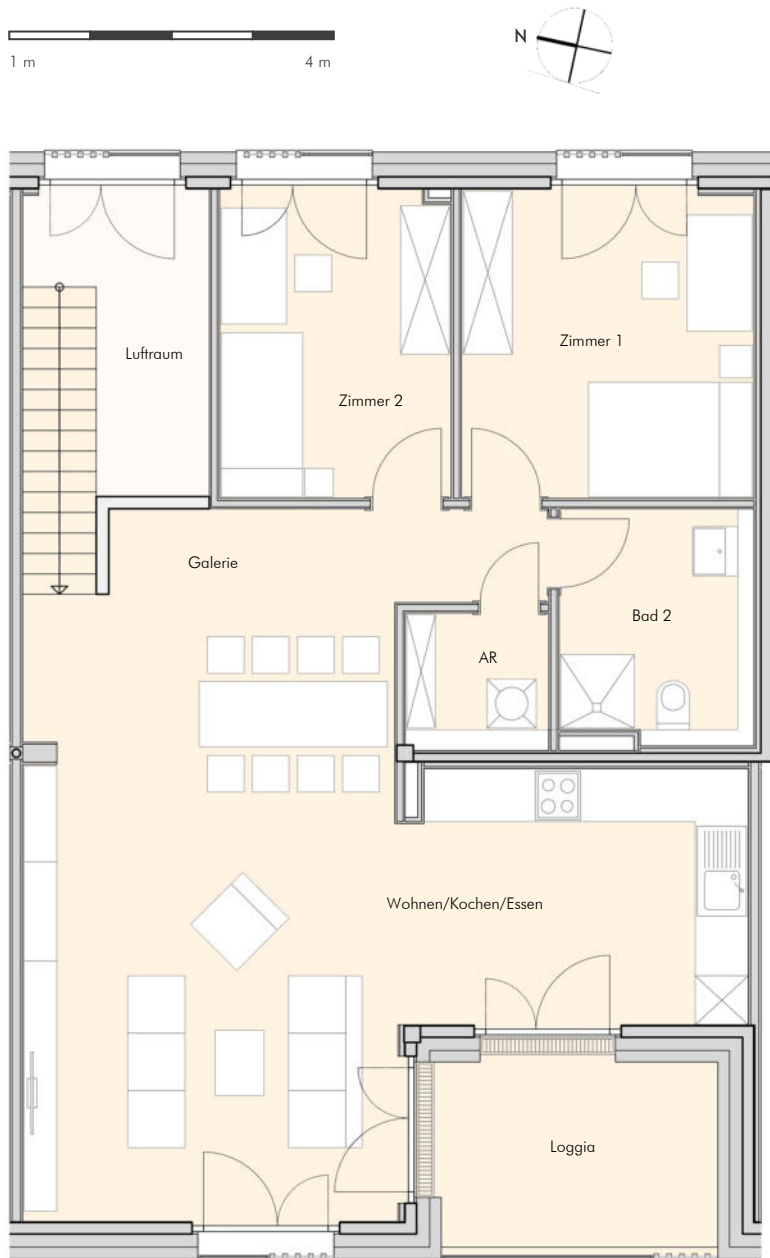 N
1 m 4 m
Luftraum
Zimmer 1
Zimmer 2
Galerie
Bad 2
AR
Wohnen/Kochen/Essen
Loggia